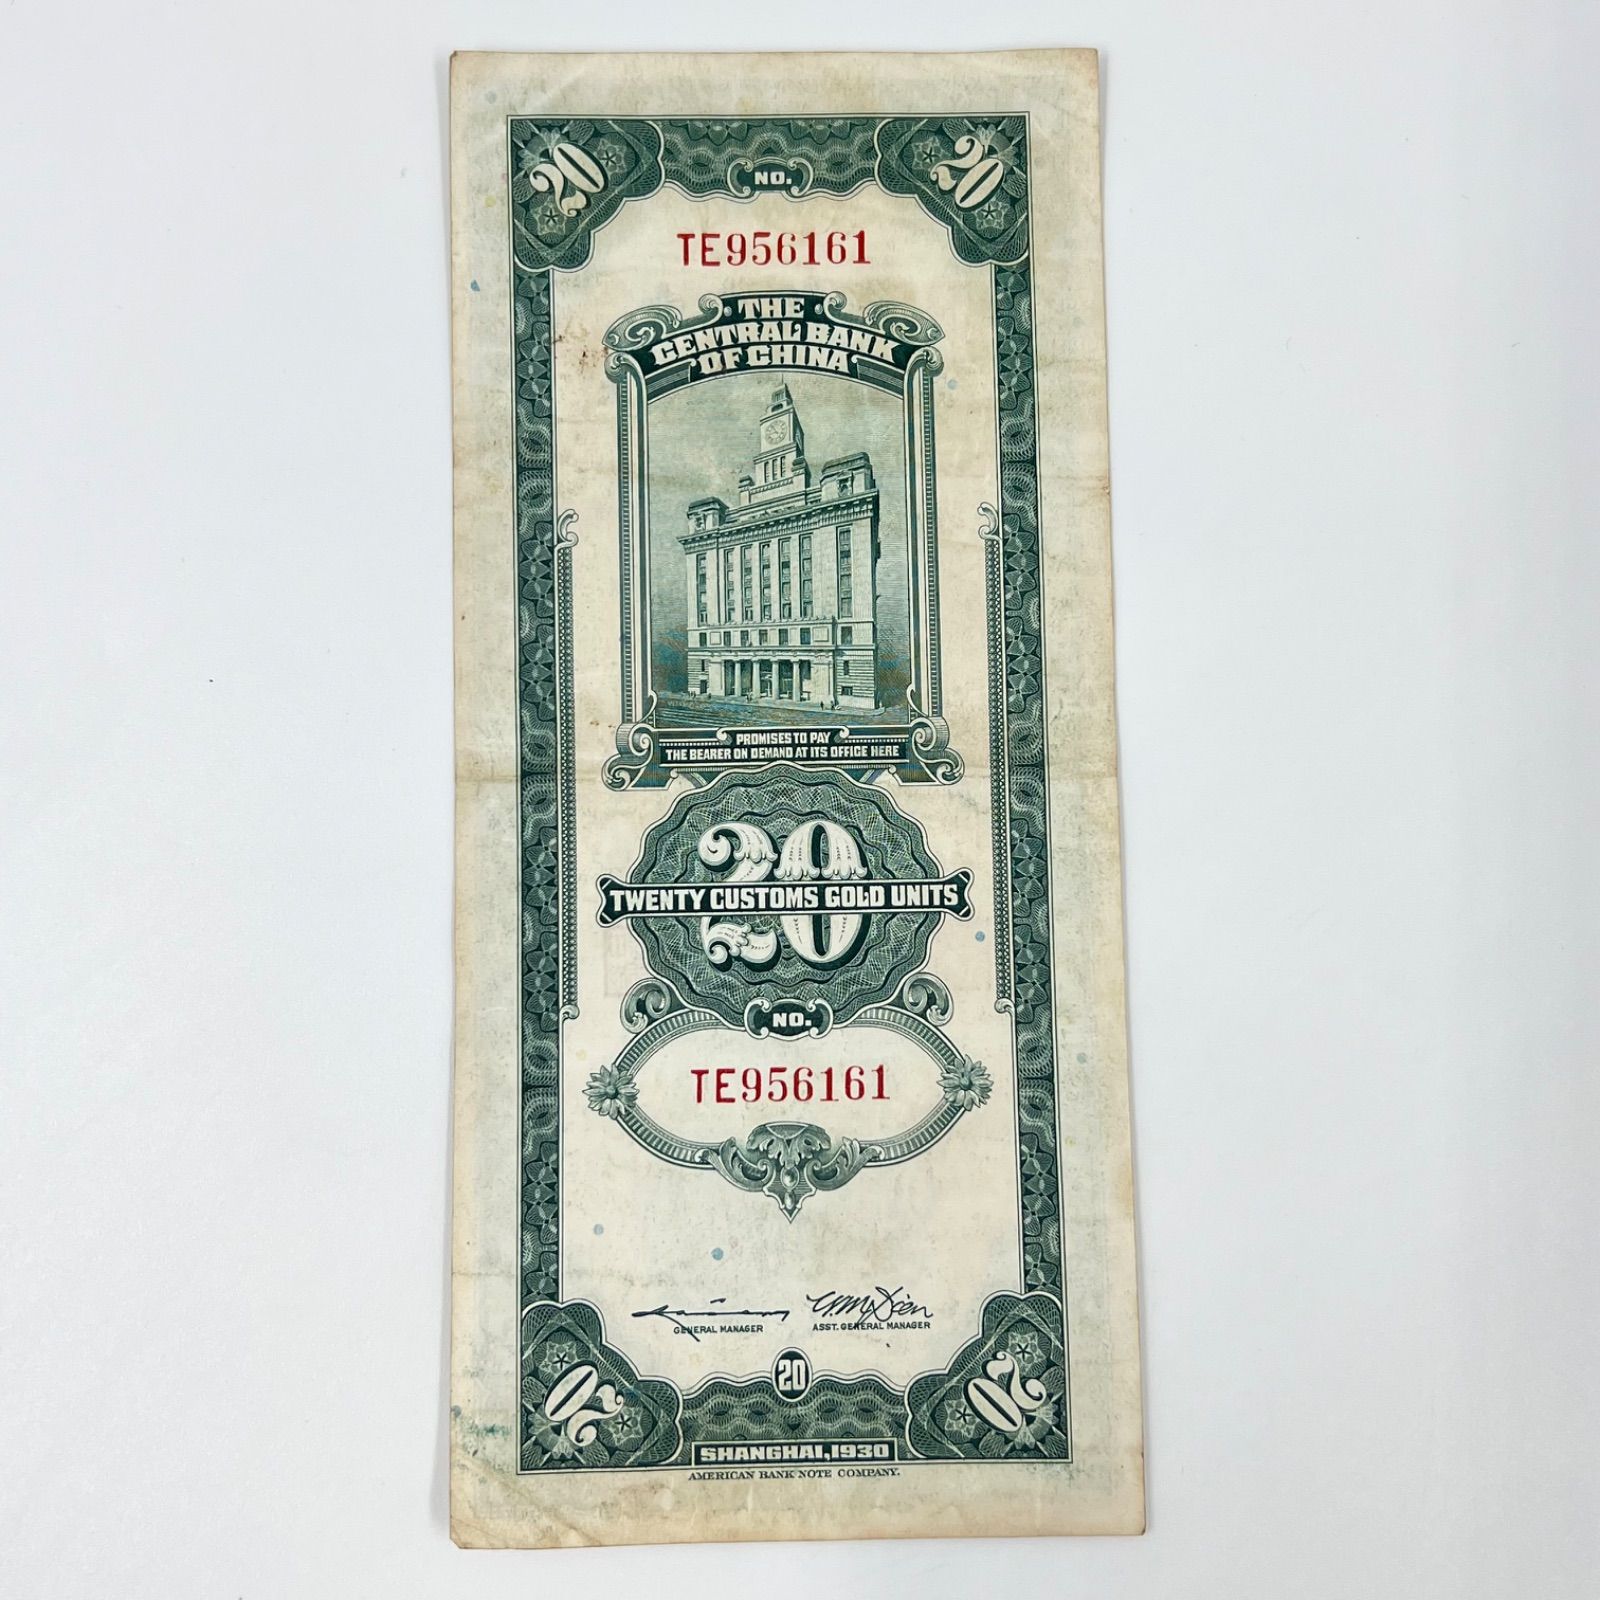 20 NO. 20
TE956161
THE
CENTRAL BANK
OF CHINA
PROMISES TO PAY
THE BEARER ON DEMAND AT ITS OFFICE HERE
20
TWENTY CUSTOMS GOLD UNITS
NO.
TE956161
GENERAL MANAGER ASST. GENERAL MANAGER
20
20 20
SHANGHAI, 1930
AMERICAN BANK NOTE COMPANY.